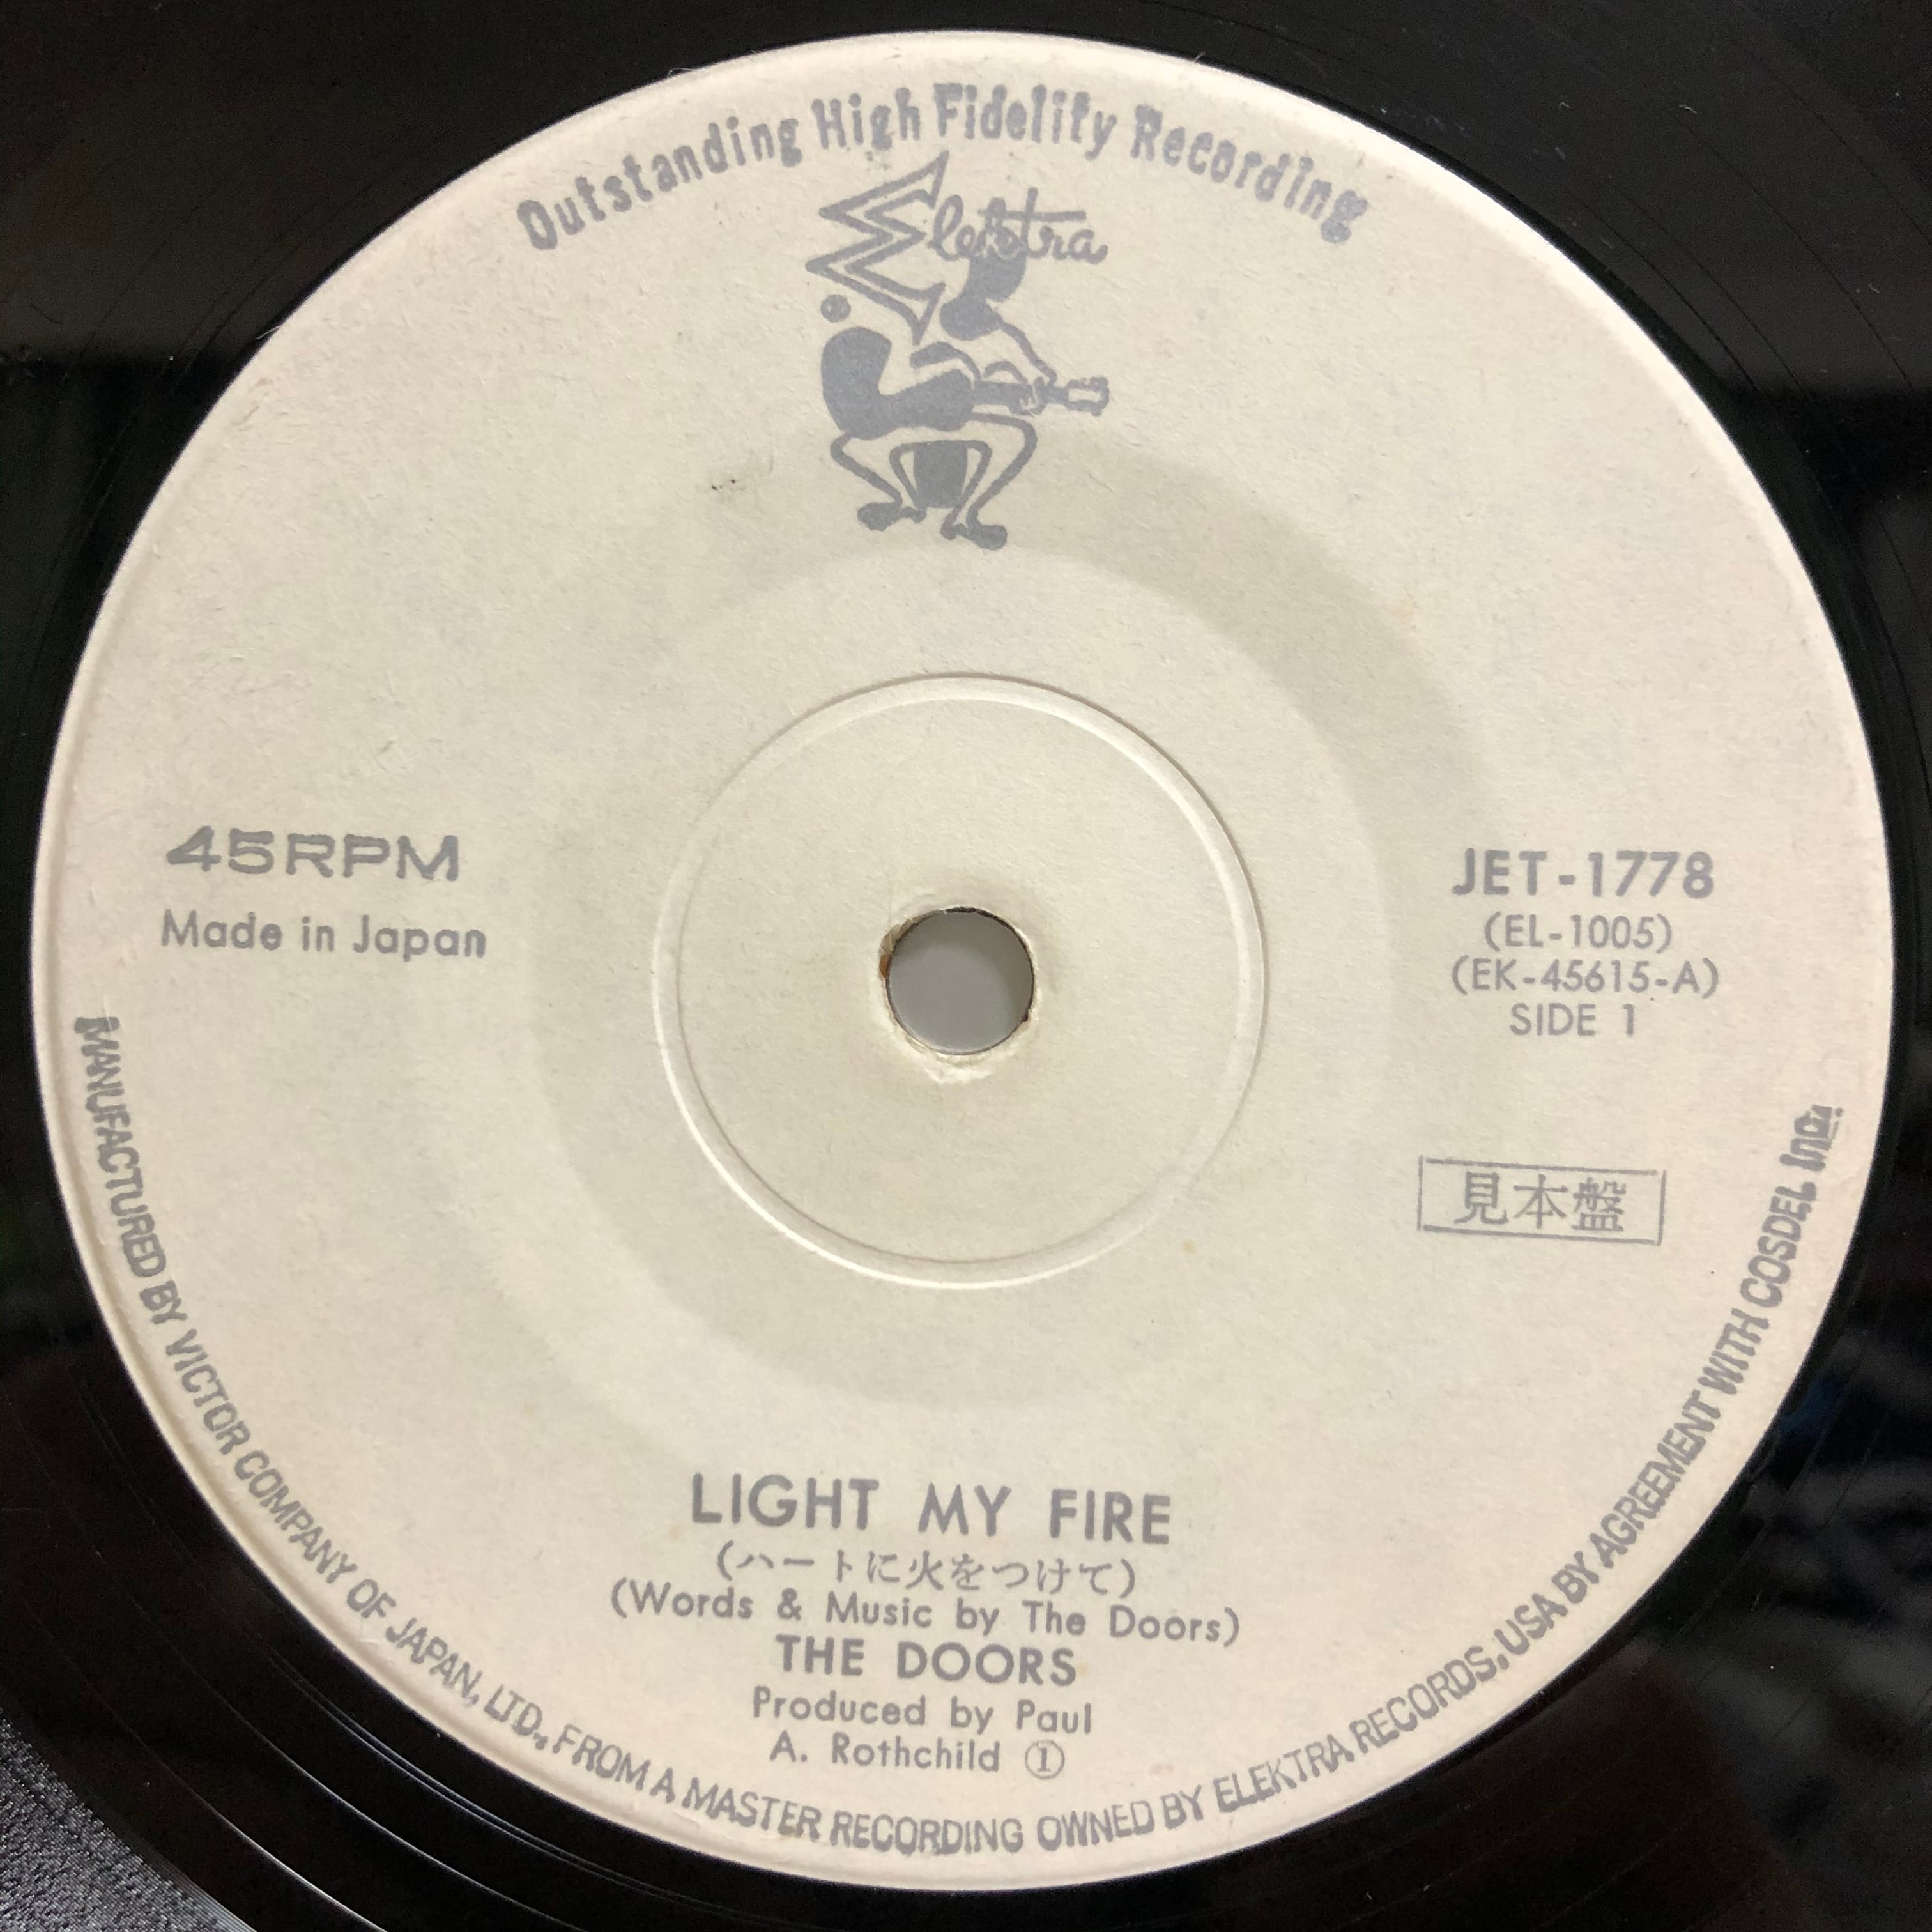 Outstanding High Fidelity Recording
Elektra
45RPM
Made in Japan
JET-1778
(EL-1005)
(EK-45615-A)
SIDE 1
見本盤
LIGHT MY FIRE
(ハートに火をつけて)
(Words & Music by The Doors)
THE DOORS
Produced by Paul
A. Rothchild ①
MANUFACTURED BY VICTOR COMPANY OF JAPAN, LTD., FROM A MASTER RECORDING OWNED BY ELEKTRA RECORDS, USA BY AGREEMENT WITH COSDEL